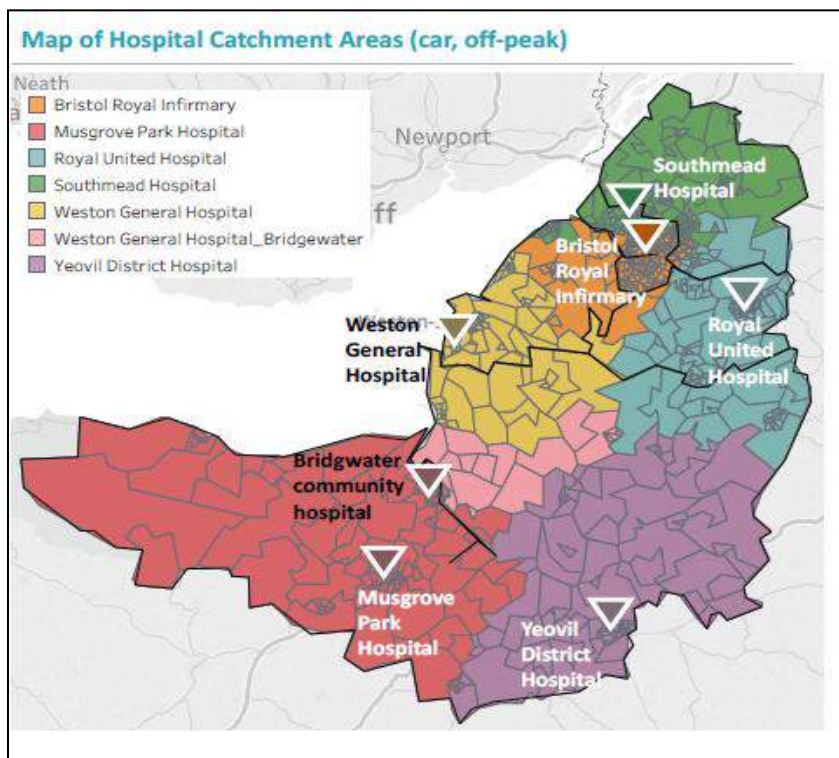 Map of Hospital Catchment Areas (car, off-peak)
Neath
Bristol Royal Infirmary
Musgrove Park Hospital
Royal United Hospital
Southmead Hospital
Weston General Hospital
Weston General Hospital_Bridgewater
Yeovil District Hospital
Newport
ff
Southmead
Hospital
Bristol
Royal
Infirmary
Weston
General
Hospital
Royal
United
Hospital
Bridgwater
community
hospital
Musgrove
Park
Hospital
Yeovil
District
Hospital